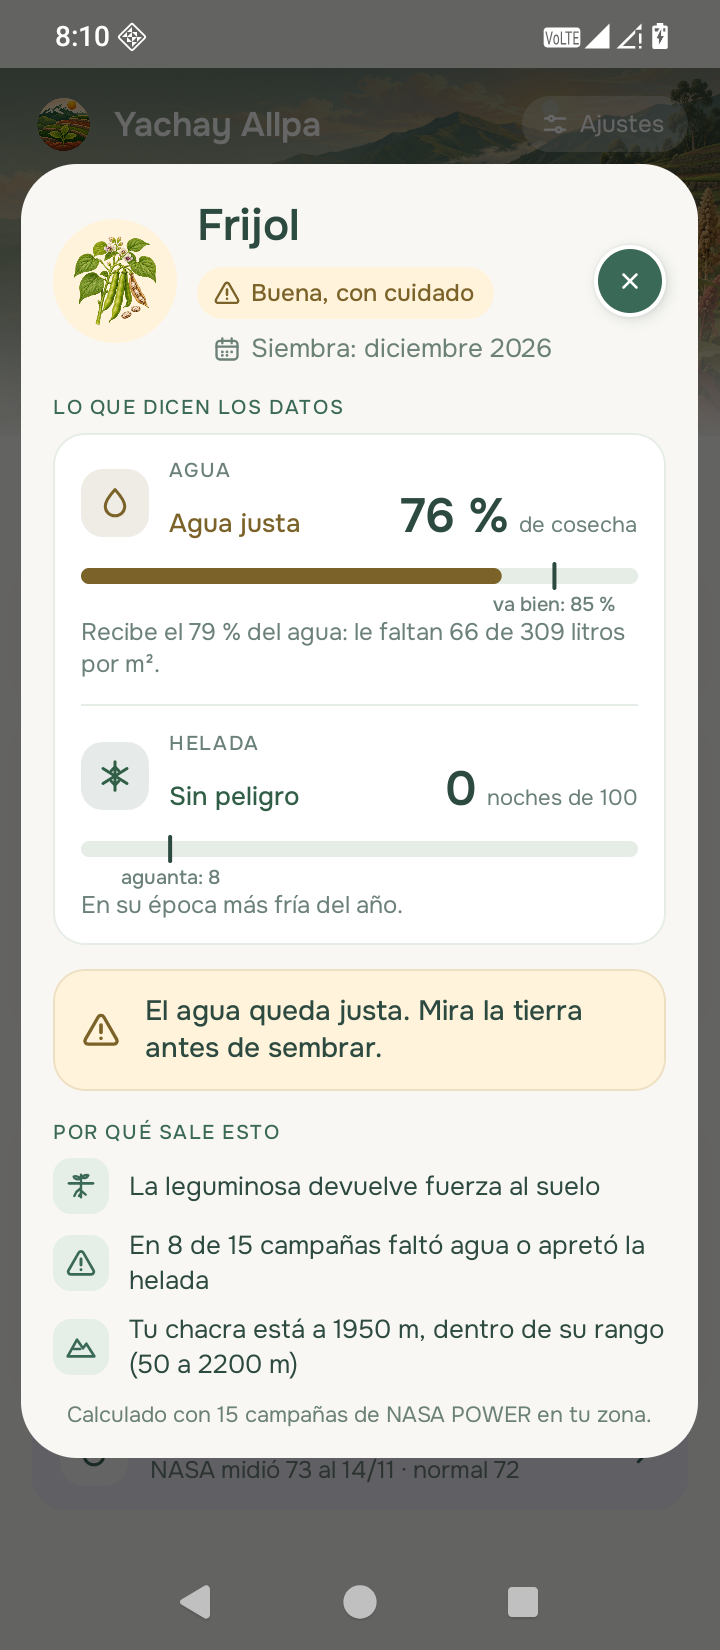 8:10
VoLTE
Yachay Allpa
Ajustes
Frijol
Buena, con cuidado
Siembra: diciembre 2026
LO QUE DICEN LOS DATOS
AGUA
Agua justa
76 % de cosecha
va bien: 85 %
Recibe el 79 % del agua: le faltan 66 de 309 litros
por m².
HELADA
Sin peligro
0 noches de 100
aguanta: 8
En su época más fría del año.
El agua queda justa. Mira la tierra
antes de sembrar.
POR QUÉ SALE ESTO
La leguminosa devuelve fuerza al suelo
En 8 de 15 campañas faltó agua o apretó la
helada
Tu chacra está a 1950 m, dentro de su rango
(50 a 2200 m)
Calculado con 15 campañas de NASA POWER en tu zona.
NASA midió 73 al 14/11 · normal 72